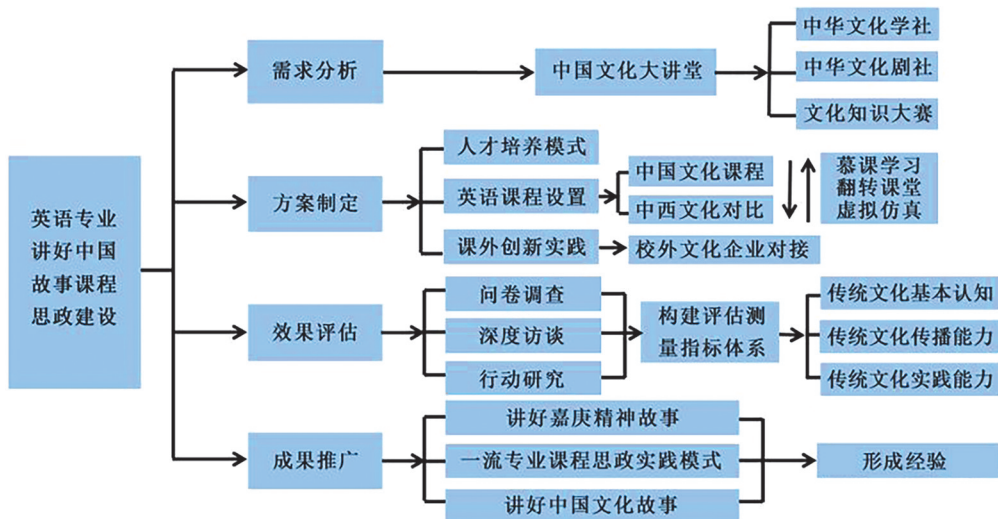 英语专业
讲好中国
故事课程
思政建设
需求分析
中国文化大讲堂
中华文化学社
中华文化剧社
文化知识大赛
方案制定
人才培养模式
英语课程设置
中国文化课程
中西文化对比
慕课学习
翻转课堂
虚拟仿真
课外创新实践
校外文化企业对接
效果评估
问卷调查
深度访谈
行动研究
构建评估测
量指标体系
传统文化基本认知
传统文化传播能力
传统文化实践能力
成果推广
讲好嘉庚精神故事
一流专业课程思政实践模式
讲好中国文化故事
形成经验